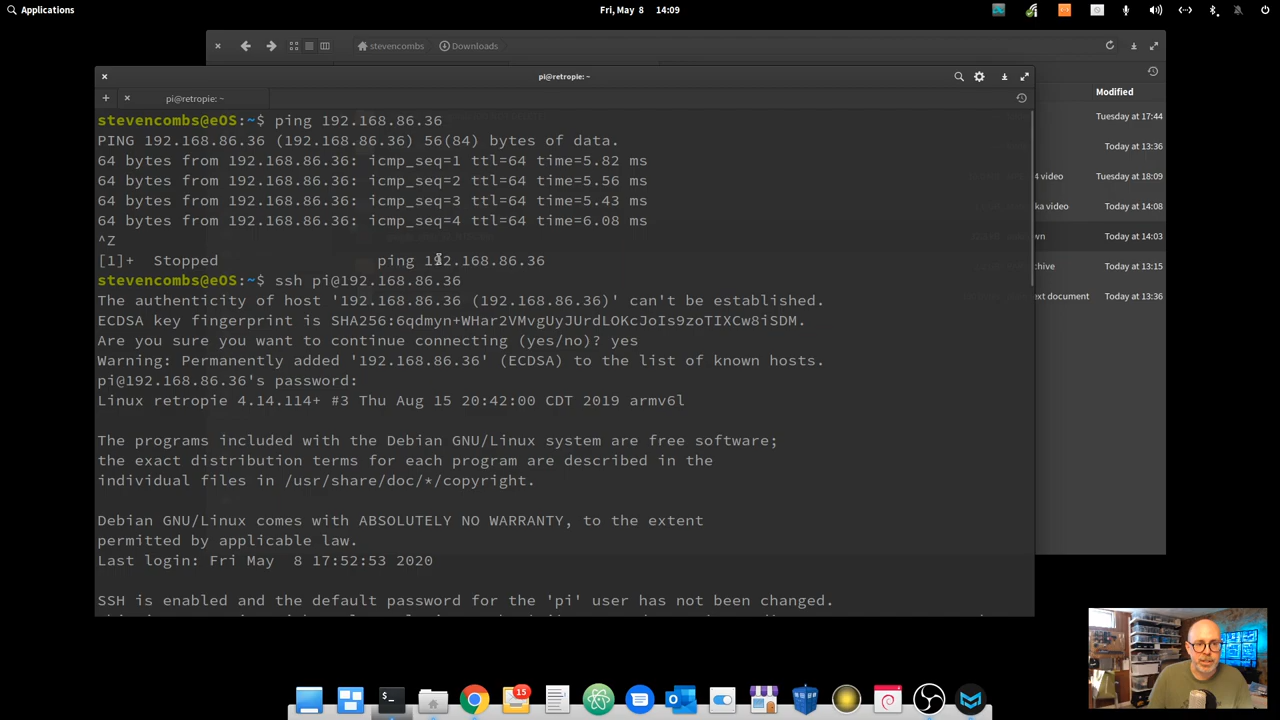 Applications
Fri, May 8 14:09
stevencombs
Downloads
pi@retropie: ~
pi@retropie: ~
Modified
stevencombs@eOS:~$ ping 192.168.86.36
Tuesday at 17:44
PING 192.168.86.36 (192.168.86.36) 56(84) bytes of data.
Today at 13:36
64 bytes from 192.168.86.36: icmp_seq=1 ttl=64 time=5.82 ms
64 bytes from 192.168.86.36: icmp_seq=2 ttl=64 time=5.56 ms
4 video
Tuesday at 18:09
64 bytes from 192.168.86.36: icmp_seq=3 ttl=64 time=5.43 ms
ka video
Today at 14:08
64 bytes from 192.168.86.36: icmp_seq=4 ttl=64 time=6.08 ms
^Z
wn
Today at 14:03
[1]+ Stopped ping 192.168.86.36
chive
Today at 13:15
stevencombs@eOS:~$ ssh pi@192.168.86.36
The authenticity of host '192.168.86.36 (192.168.86.36)' can't be established.
ext document
Today at 13:36
ECDSA key fingerprint is SHA256:6qdmyn+WHar2VMvgUyJUrdLOKcJoIs9zoTIXCw8iSDM.
Are you sure you want to continue connecting (yes/no)? yes
Warning: Permanently added '192.168.86.36' (ECDSA) to the list of known hosts.
pi@192.168.86.36's password:
Linux retropie 4.14.114+ #3 Thu Aug 15 20:42:00 CDT 2019 armv6l
The programs included with the Debian GNU/Linux system are free software;
the exact distribution terms for each program are described in the
individual files in /usr/share/doc/*/copyright.
Debian GNU/Linux comes with ABSOLUTELY NO WARRANTY, to the extent
permitted by applicable law.
Last login: Fri May 8 17:52:53 2020
SSH is enabled and the default password for the 'pi' user has not been changed.
15